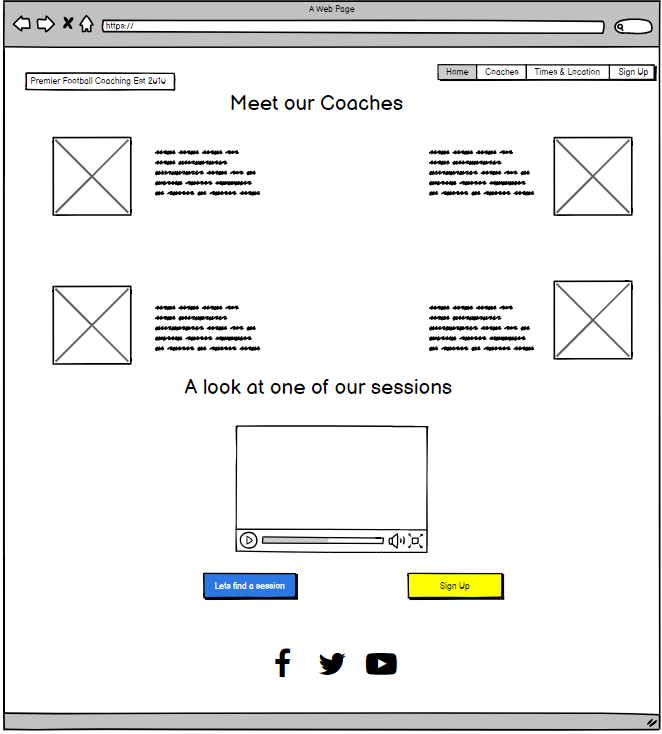 A Web Page
https://
Home Coaches Times & Location Sign Up
Premier Football Coaching Est 2010
Meet our Coaches
A look at one of our sessions
Lets find a session
Sign Up